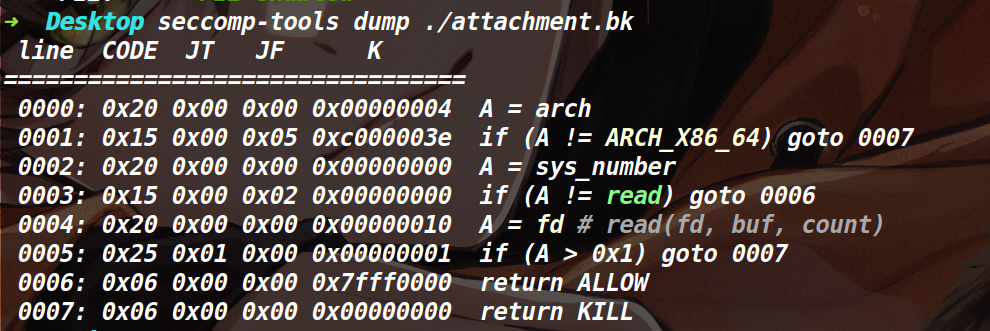 ➜ Desktop seccomp-tools dump ./attachment.bk
line CODE JT JF K
=================================
0000: 0x20 0x00 0x00 0x00000004 A = arch
0001: 0x15 0x00 0x05 0xc000003e if (A != ARCH_X86_64) goto 0007
0002: 0x20 0x00 0x00 0x00000000 A = sys_number
0003: 0x15 0x00 0x02 0x00000000 if (A != read) goto 0006
0004: 0x20 0x00 0x00 0x00000010 A = fd # read(fd, buf, count)
0005: 0x25 0x01 0x00 0x00000001 if (A > 0x1) goto 0007
0006: 0x06 0x00 0x00 0x7fff0000 return ALLOW
0007: 0x06 0x00 0x00 0x00000000 return KILL